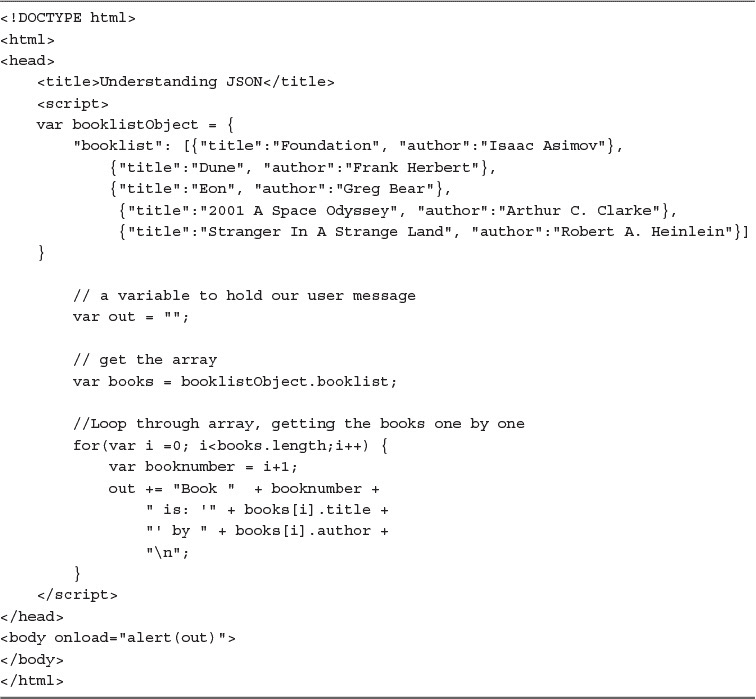 <!DOCTYPE html>
<html>
<head>
    <title>Understanding JSON</title>
    <script>
    var booklistObject = {
        "booklist": [{"title":"Foundation", "author":"Isaac Asimov"},
            {"title":"Dune", "author":"Frank Herbert"},
            {"title":"Eon", "author":"Greg Bear"},
             {"title":"2001 A Space Odyssey", "author":"Arthur C. Clarke"},
             {"title":"Stranger In A Strange Land", "author":"Robert A. Heinlein"}]
    }

        // a variable to hold our user message
        var out = "";

        // get the array
        var books = booklistObject.booklist;

        //Loop through array, getting the books one by one
        for(var i =0; i<books.length;i++) {
            var booknumber = i+1;
            out += "Book "  + booknumber +
                " is: '" + books[i].title +
                "' by " + books[i].author +
                "\n";
        }
    </script>
</head>
<body onload="alert(out)">
</body>
</html>